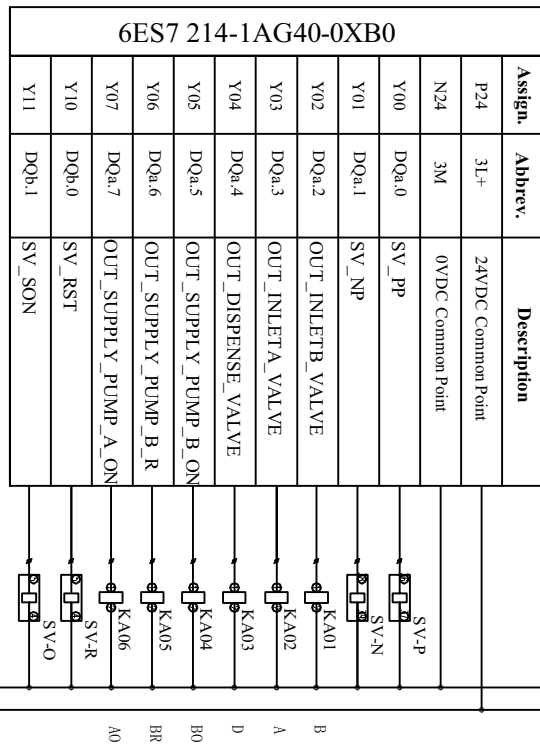 6ES7 214-1AG40-0XB0
Assign. Abbrev. Description
P24 3L+ 24VDC Common Point
N24 3M 0VDC Common Point
Y00 DQa.0 SV_PP SV-P
Y01 DQa.1 SV_NP SV-N
Y02 DQa.2 OUT_INLETB_VALVE KA01 B
Y03 DQa.3 OUT_INLETA_VALVE KA02 A
Y04 DQa.4 OUT_DISPENSE_VALVE KA03 D
Y05 DQa.5 OUT_SUPPLY_PUMP_B_ON KA04 BO
Y06 DQa.6 OUT_SUPPLY_PUMP_B_R KA05 BR
Y07 DQa.7 OUT_SUPPLY_PUMP_A_ON KA06 AO
Y10 DQb.0 SV_RST SV-R
Y11 DQb.1 SV_SON SV-O